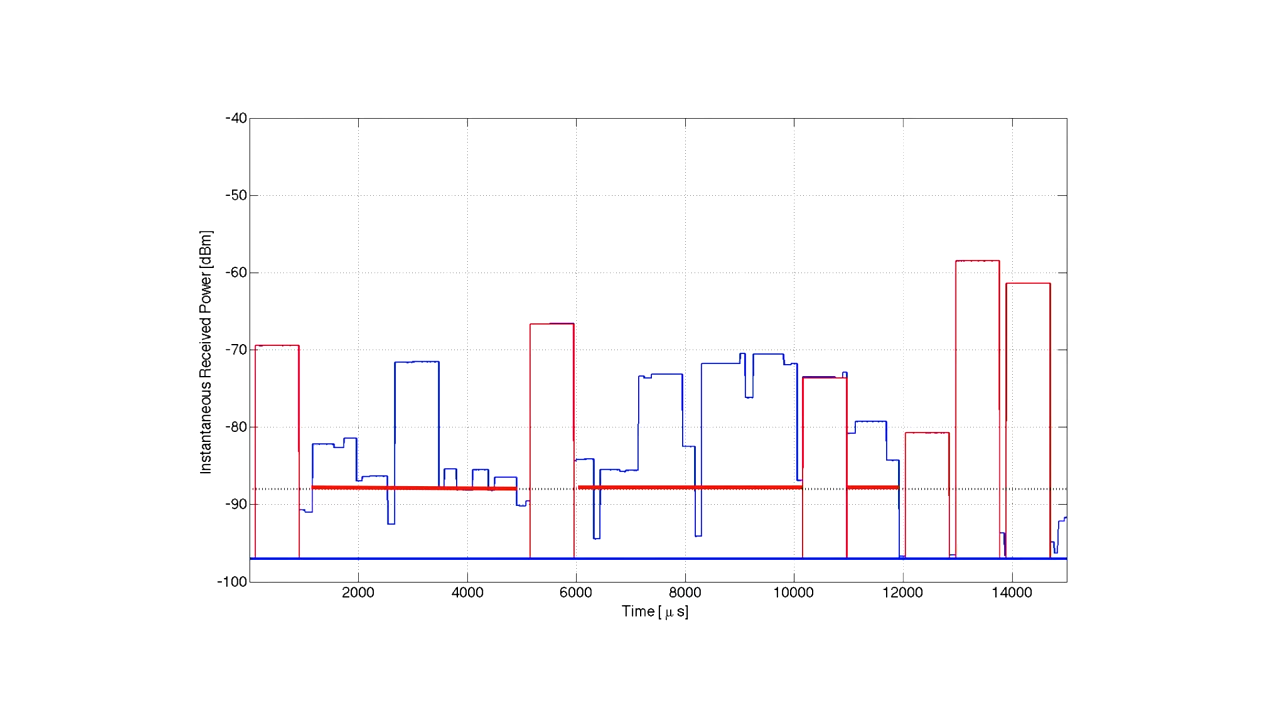 -40
-50
-60
-70
-80
-90
-100
Instantaneous Received Power [dBm]
2000 4000 6000 8000 10000 12000 14000
Time [ μ s]